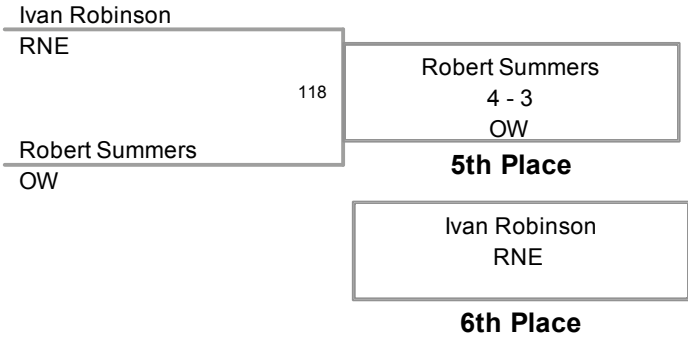 Ivan Robinson
RNE
118
Robert Summers
OW
Robert Summers
4 - 3
OW
5th Place
Ivan Robinson
RNE
6th Place